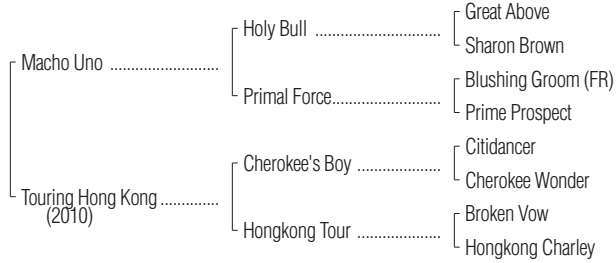 Great Above
Holy Bull ............................
Sharon Brown
Macho Uno ........................
Blushing Groom (FR)
Primal Force........................
Prime Prospect
Citidancer
Cherokee's Boy ..................
Cherokee Wonder
Touring Hong Kong .............
(2010)
Broken Vow
Hongkong Tour ..................
Hongkong Charley